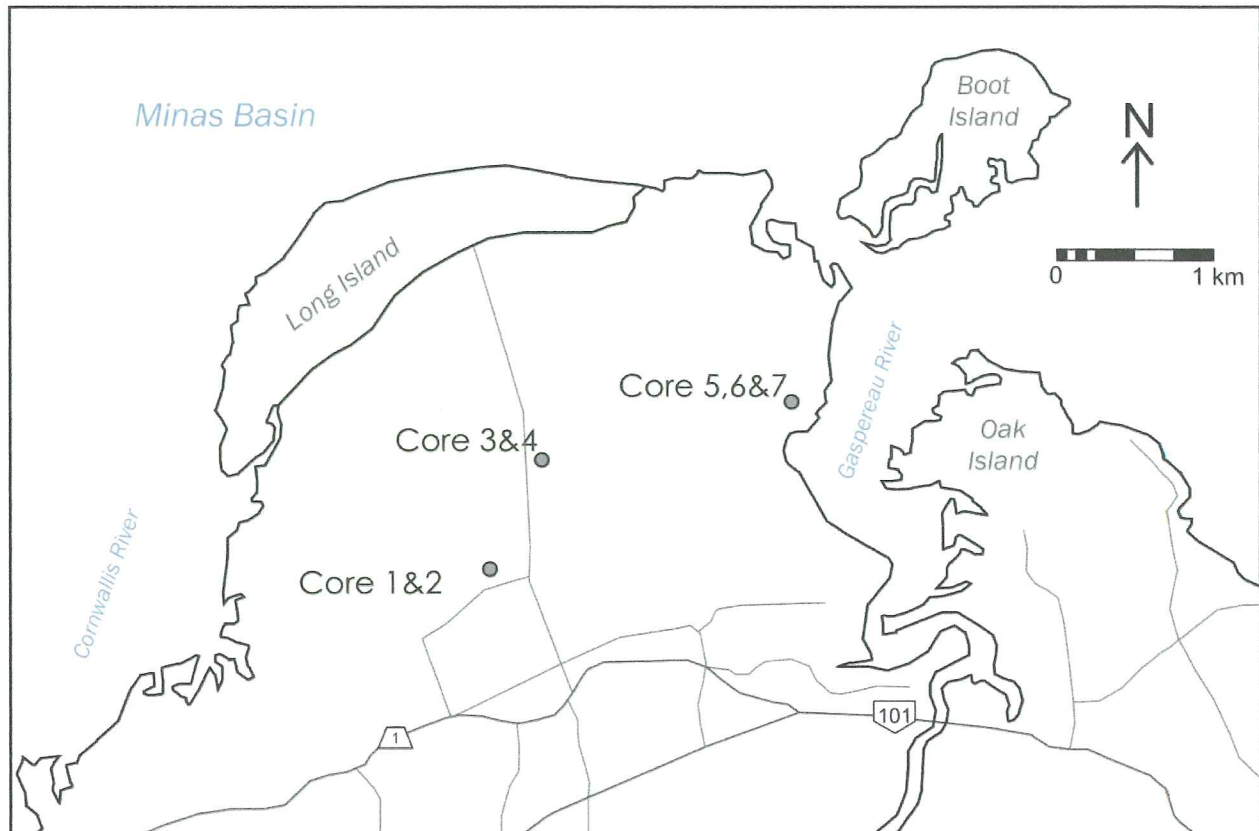 Minas Basin
Boot
Island
N
0 1 km
Long Island
Core 5,6&7
Gaspereau River
Core 3&4
Oak
Island
Cornwallis River
Core 1&2
1
101